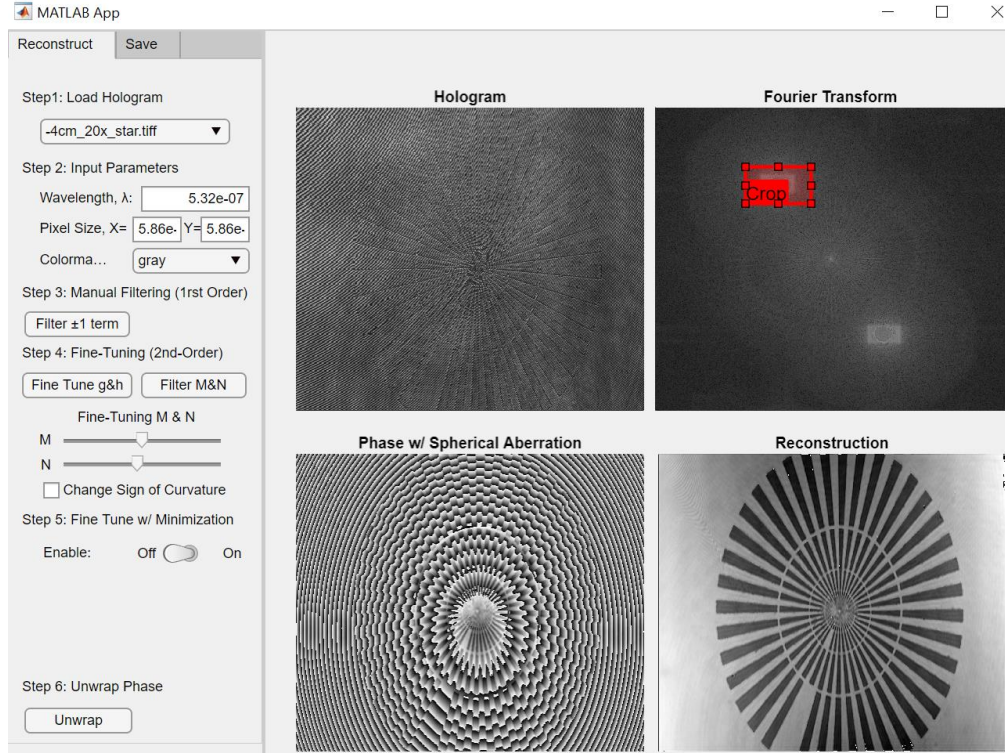 MATLAB App
Reconstruct Save
Step1: Load Hologram
-4cm_20x_star.tiff
Step 2: Input Parameters
Wavelength, λ: 5.32e-07
Pixel Size, X= 5.86e- Y= 5.86e-
Colorma... gray
Step 3: Manual Filtering (1rst Order)
Filter ±1 term
Step 4: Fine-Tuning (2nd-Order)
Fine Tune g&h Filter M&N
Fine-Tuning M & N
M
N
Change Sign of Curvature
Step 5: Fine Tune w/ Minimization
Enable: Off On
Step 6: Unwrap Phase
Unwrap
Hologram
Fourier Transform
Crop
Phase w/ Spherical Aberration
Reconstruction